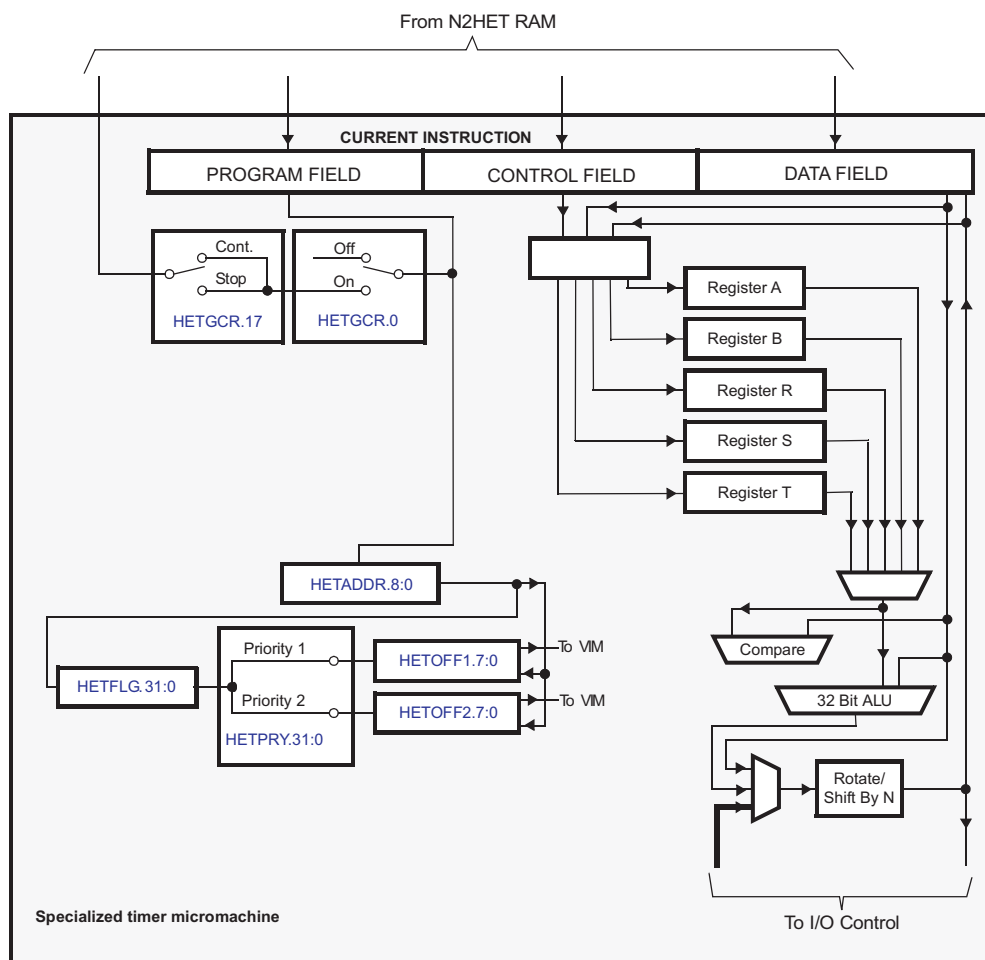 From N2HET RAM
CURRENT INSTRUCTION
PROGRAM FIELD
CONTROL FIELD
DATA FIELD
Cont.
Stop
HETGCR.17
Off
On
HETGCR.0
Register A
Register B
Register R
Register S
Register T
HETADDR.8:0
HETFLG.31:0
Priority 1
Priority 2
HETPRY.31:0
HETOFF1.7:0
To VIM
HETOFF2.7:0
To VIM
Compare
32 Bit ALU
Rotate/
Shift By N
Specialized timer micromachine
To I/O Control